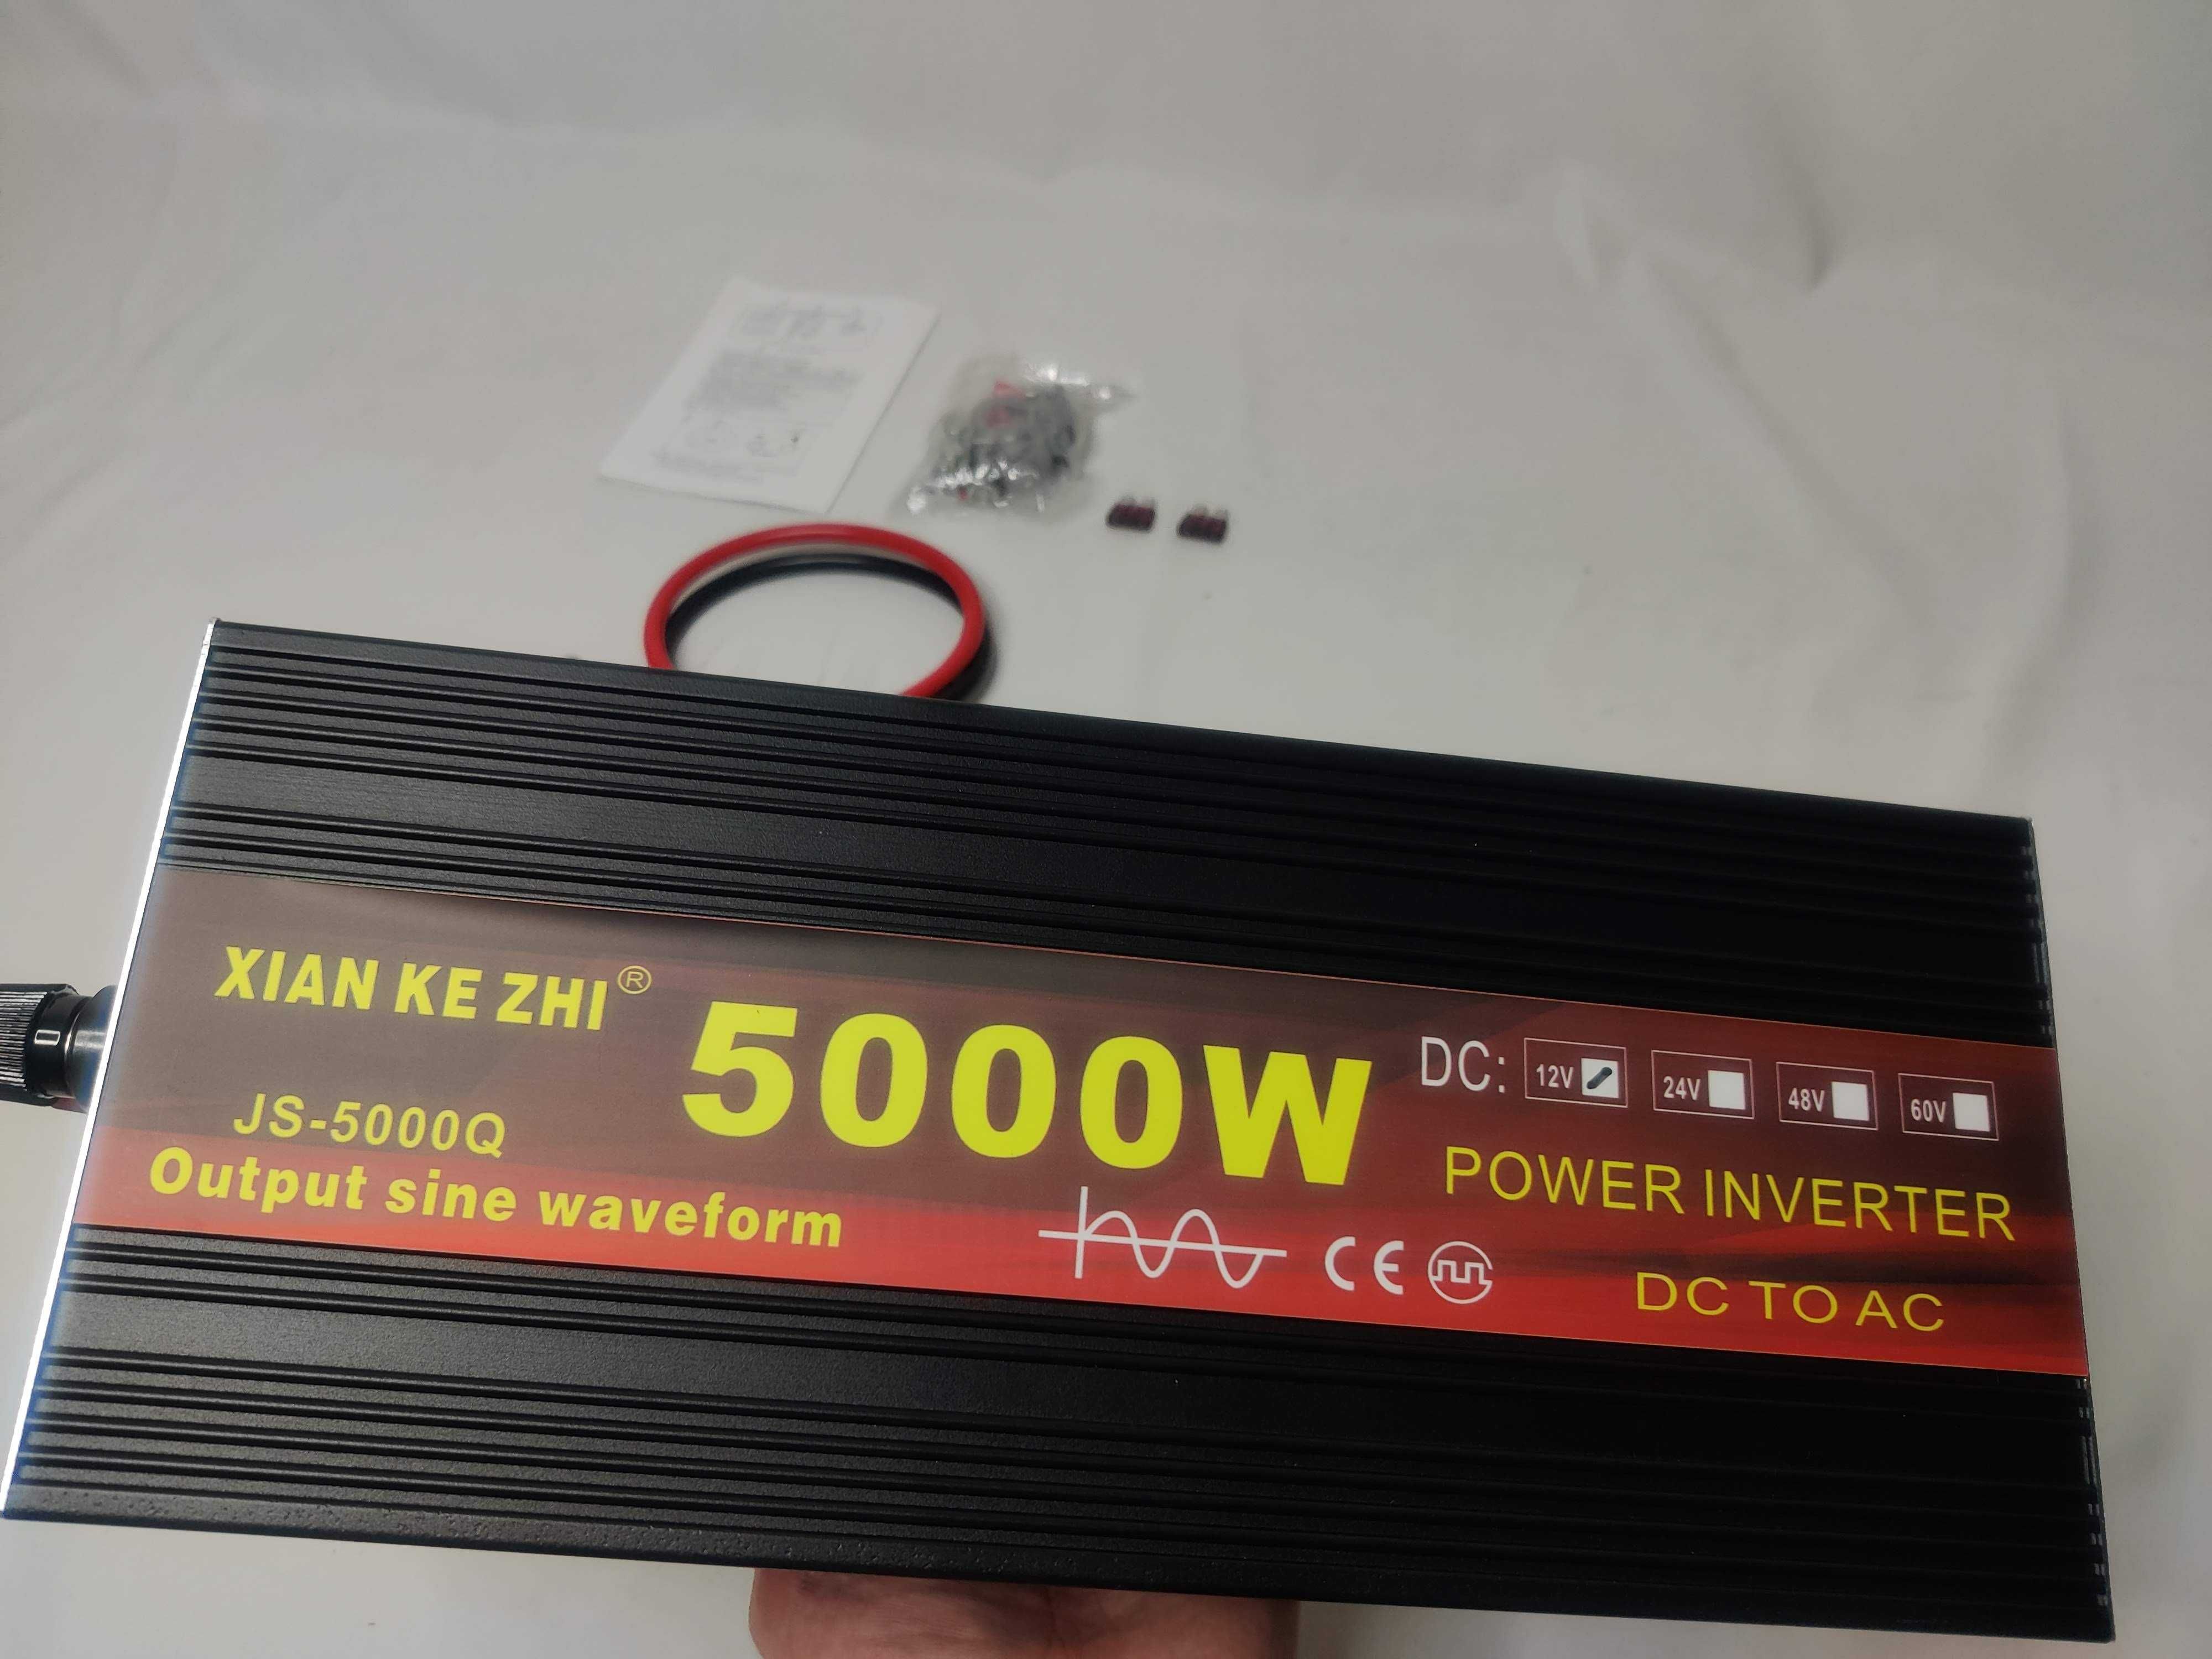 XIAN KE ZHI®
5000W
JS-5000Q
Output sine waveform
DC: 12V 24V 48V 60V
POWER INVERTER
CE
DC TO AC